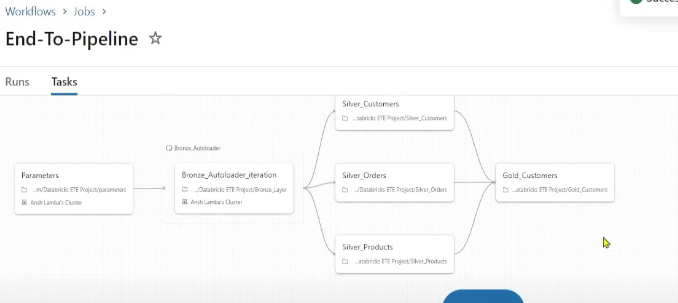 Workflows > Jobs >
End-To-Pipeline
Runs Tasks
Silver_Customers
...tabricks ETE Project/Silver_Customers
Bronze_Autoloader
Parameters
...m/Databricks ETE Project/parameters
Ansh Lamba's Cluster
Bronze_Autoloader_iteration
.../Databricks ETE Project/Bronze_Layer
Ansh Lamba's Cluster
Silver_Orders
.../Databricks ETE Project/Silver_Orders
Gold_Customers
...atabricks ETE Project/Gold_Customers
Silver_Products
...atabricks ETE Project/Silver_Products